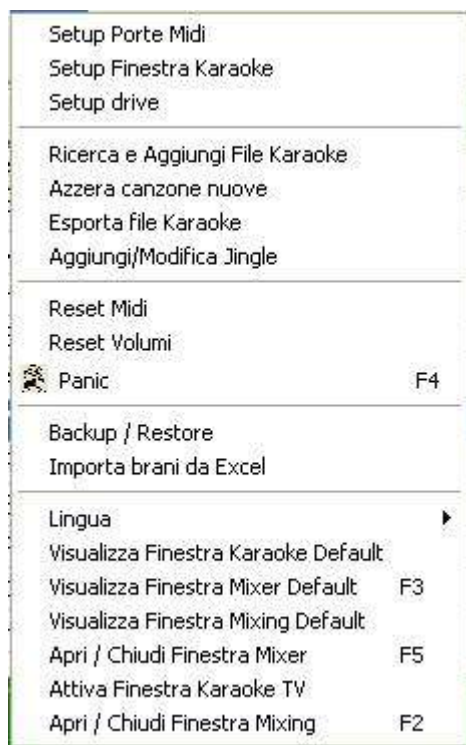 Setup Porte Midi
Setup Finestra Karaoke
Setup drive
Ricerca e Aggiungi File Karaoke
Azzera canzone nuove
Esporta file Karaoke
Aggiungi/Modifica Jingle
Reset Midi
Reset Volumi
Panic F4
Backup / Restore
Importa brani da Excel
Lingua
Visualizza Finestra Karaoke Default
Visualizza Finestra Mixer Default F3
Visualizza Finestra Mixing Default
Apri / Chiudi Finestra Mixer F5
Attiva Finestra Karaoke TV
Apri / Chiudi Finestra Mixing F2